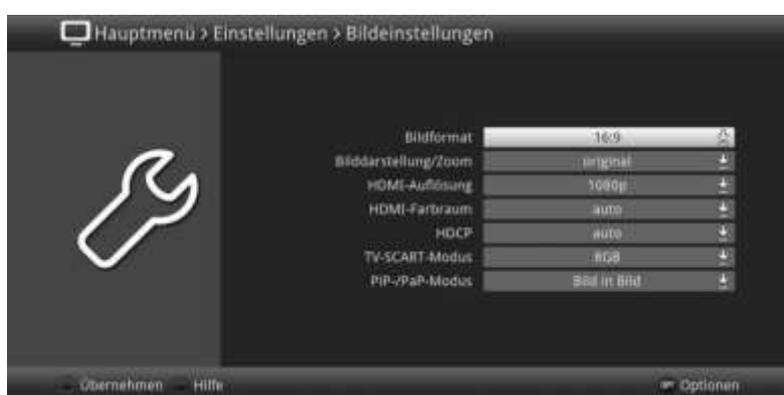 Hauptmenü > Einstellungen > Bildeinstellungen
Bildformat 16:9
Bilddarstellung/Zoom original
HDMI-Auflösung 1080p
HDMI-Farbraum auto
HDCP auto
TV-SCART-Modus RGB
PiP-/PaP-Modus Bild in Bild
Übernehmen Hilfe Optionen